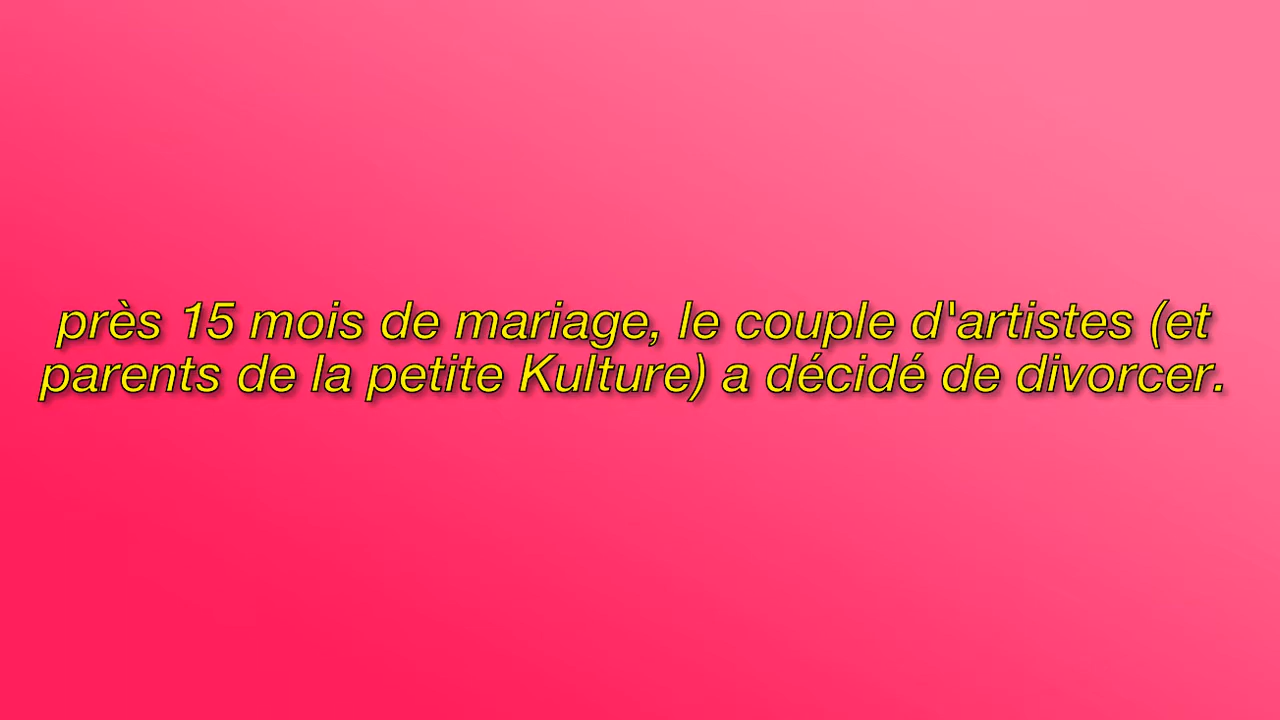 près 15 mois de mariage, le couple d'artistes (et
parents de la petite Kulture) a décidé de divorcer.